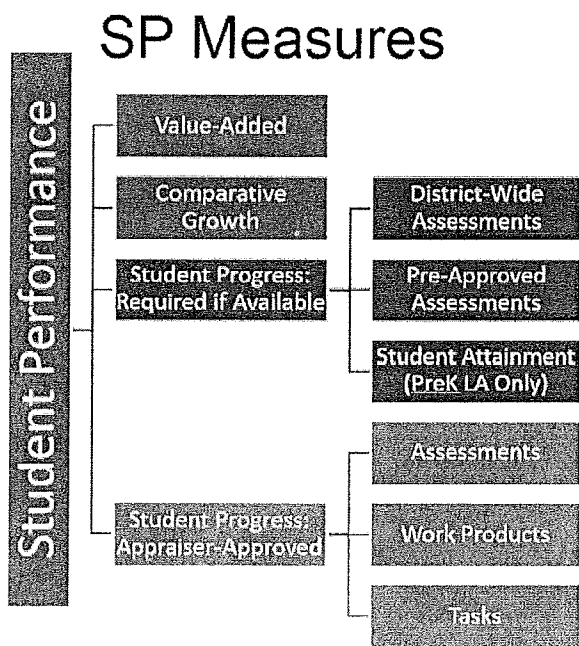 SP Measures
Student Performance
Value-Added
Comparative
Growth
Student Progress:
Required if Available
District-Wide
Assessments
Pre-Approved
Assessments
Student Attainment
(PreK LA Only)
Student Progress:
Appraiser-Approved
Assessments
Work Products
Tasks